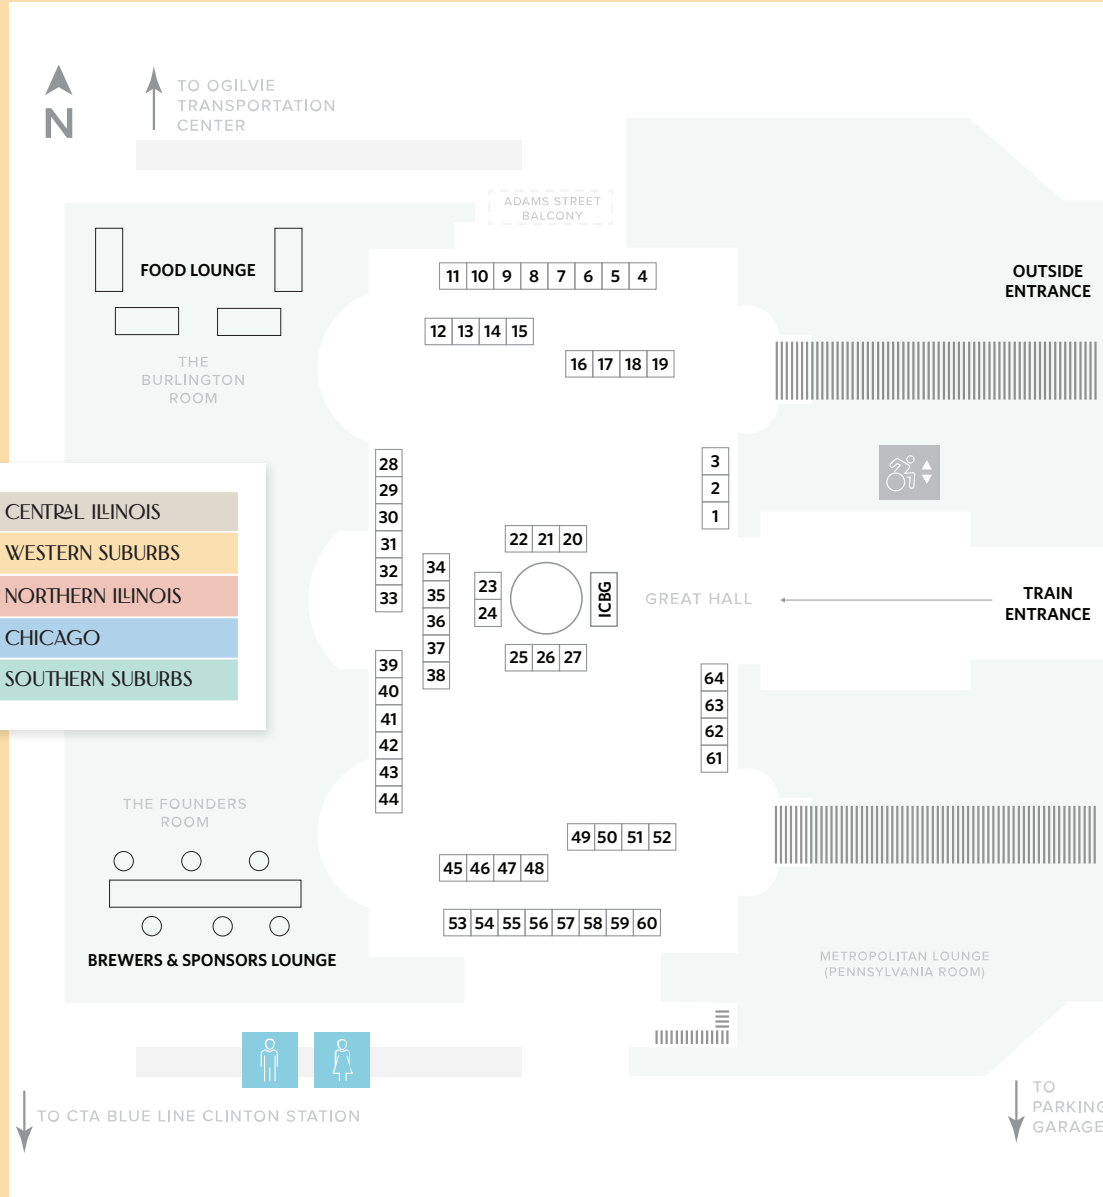 N
TO OGILVIE
TRANSPORTATION
CENTER
ADAMS STREET
BALCONY
FOOD LOUNGE
THE
BURLINGTON
ROOM
OUTSIDE
ENTRANCE
11 10 9 8 7 6 5 4
12 13 14 15
16 17 18 19
28
29
30
31
32
33
3
2
1
CENTRAL ILLINOIS
WESTERN SUBURBS
NORTHERN ILLINOIS
CHICAGO
SOUTHERN SUBURBS
34
35
36
37
38
22 21 20
23
24
ICBG
25 26 27
GREAT HALL
TRAIN
ENTRANCE
39
40
41
42
43
44
64
63
62
61
THE FOUNDERS
ROOM
49 50 51 52
45 46 47 48
53 54 55 56 57 58 59 60
BREWERS & SPONSORS LOUNGE
METROPOLITAN LOUNGE
(PENNSYLVANIA ROOM)
TO CTA BLUE LINE CLINTON STATION
TO
PARKING
GARAGE